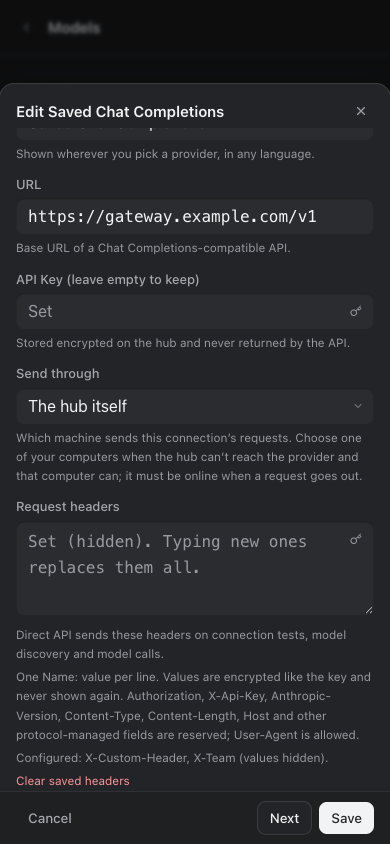 Models
Edit Saved Chat Completions
Shown wherever you pick a provider, in any language.
URL
https://gateway.example.com/v1
Base URL of a Chat Completions-compatible API.
API Key (leave empty to keep)
Set
Stored encrypted on the hub and never returned by the API.
Send through
The hub itself
Which machine sends this connection's requests. Choose one
of your computers when the hub can't reach the provider and
that computer can; it must be online when a request goes out.
Request headers
Set (hidden). Typing new ones
replaces them all.
Direct API sends these headers on connection tests, model
discovery and model calls.
One Name: value per line. Values are encrypted like the key and
never shown again. Authorization, X-Api-Key, Anthropic-
Version, Content-Type, Content-Length, Host and other
protocol-managed fields are reserved; User-Agent is allowed.
Configured: X-Custom-Header, X-Team (values hidden).
Clear saved headers
Cancel
Next
Save